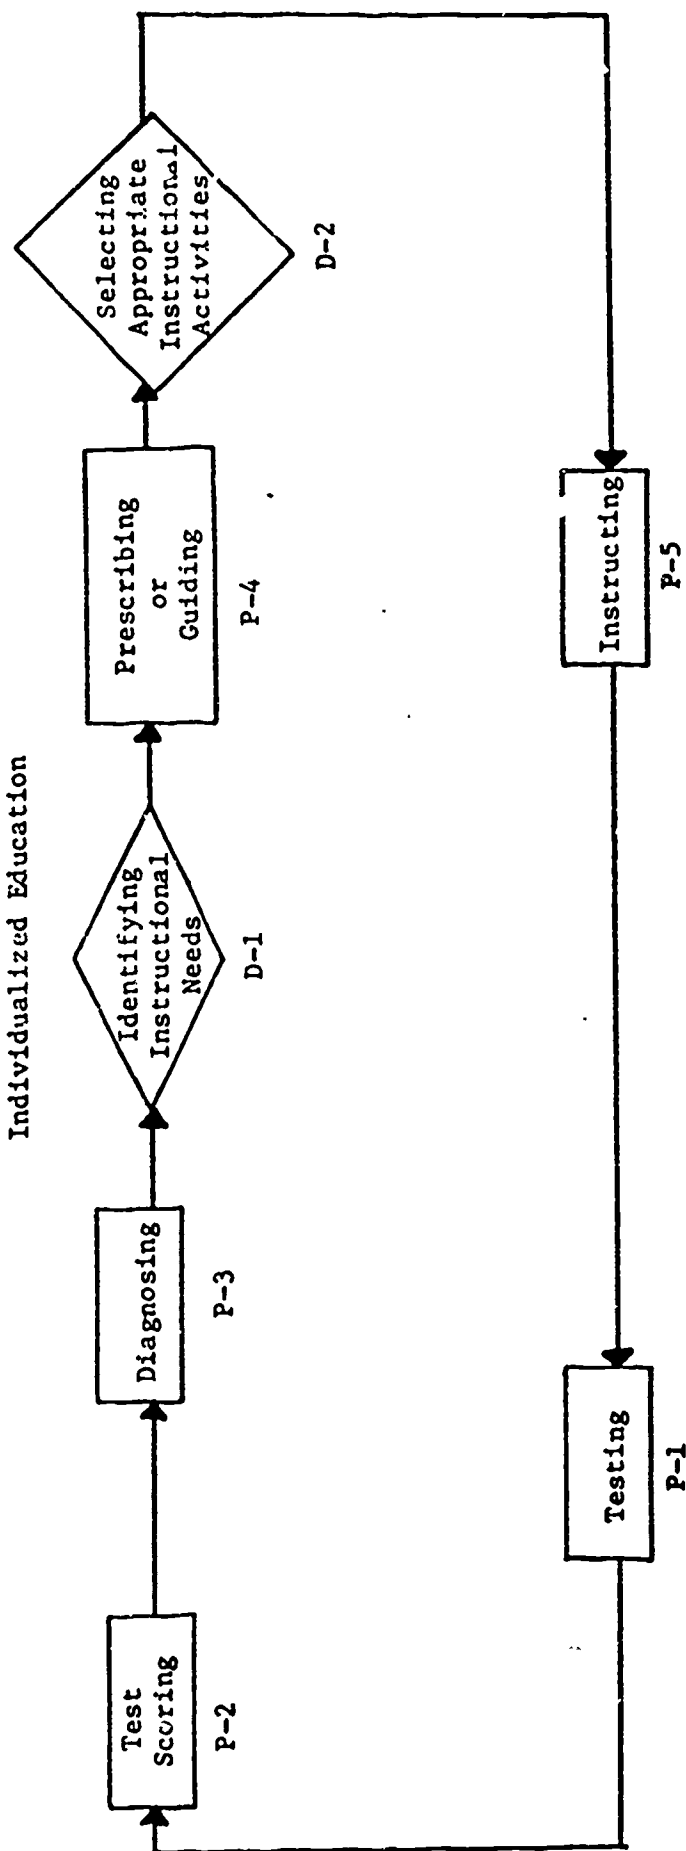 Individualized Education
Test
Scoring
P-2
Diagnosing
P-3
Identifying
Instructional
Needs
D-1
Prescribing
or
Guiding
P-4
Selecting
Appropriate
Instructional
Activities
D-2
Testing
P-1
Instructing
P-5